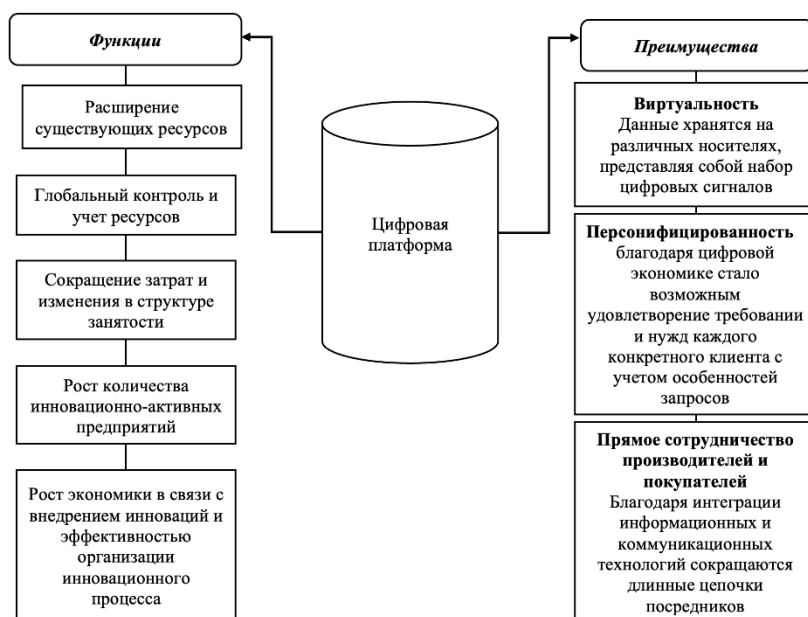 Функции
Расширение
существующих ресурсов
Глобальный контроль и
учет ресурсов
Сокращение затрат и
изменения в структуре
занятости
Рост количества
инновационно-активных
предприятий
Рост экономики в связи с
внедрением инноваций и
эффективностью
организации
инновационного
процесса
Цифровая
платформа
Преимущества
Виртуальность
Данные хранятся на
различных носителях,
представляя собой набор
цифровых сигналов
Персонифицированность
благодаря цифровой
экономике стало
возможным
удовлетворение требовании
и нужд каждого
конкретного клиента с
учетом особенностей
запросов
Прямое сотрудничество
производителей и
покупателей
Благодаря интеграции
информационных и
коммуникационных
технологий сокращаются
длинные цепочки
посредников